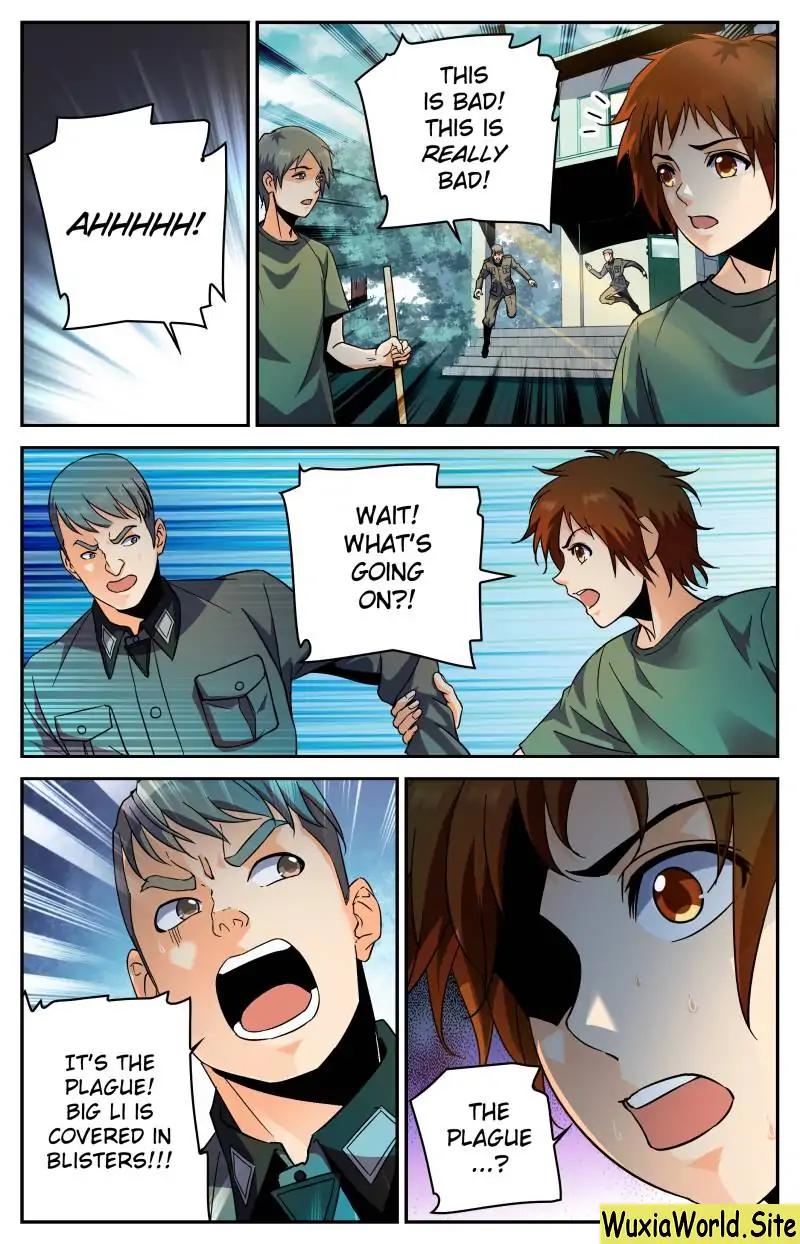 AHHHHH!
THIS
IS BAD!
THIS IS
REALLY
BAD!
WAIT!
WHAT'S
GOING
ON?!
IT'S THE
PLAGUE!
BIG LI IS
COVERED IN
BLISTERS!!!
THE
PLAGUE
...?
WuxiaWorld.Site